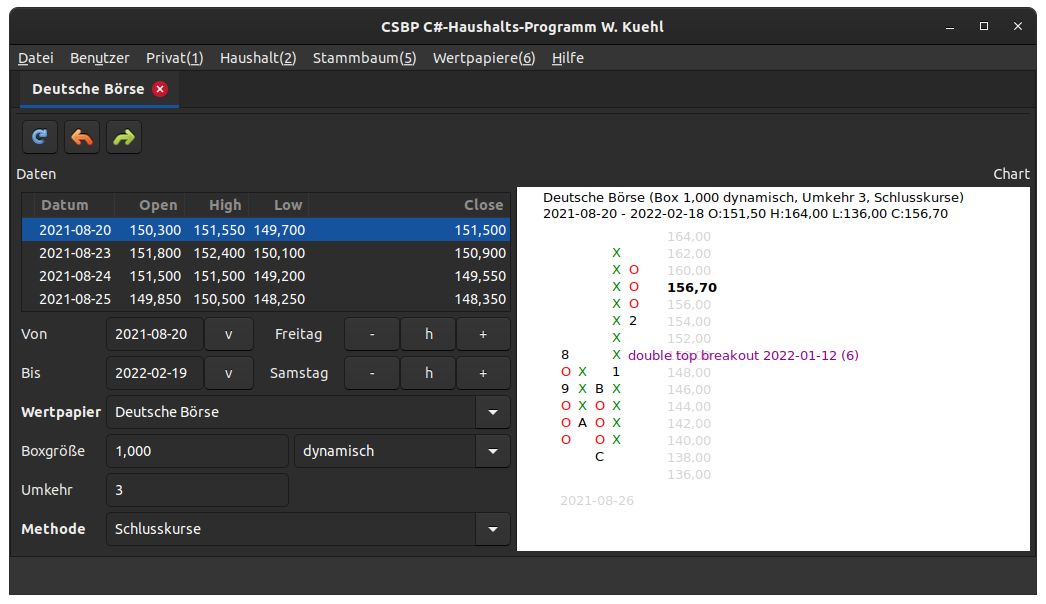 CSBP C#-Haushalts-Programm W. Kuehl
Datei Benutzer Privat(1) Haushalt(2) Stammbaum(5) Wertpapiere(6) Hilfe
Deutsche Börse
Daten
Chart
Datum Open High Low Close
2021-08-20 150,300 151,550 149,700 151,500
2021-08-23 151,800 152,400 150,100 150,900
2021-08-24 151,500 151,500 149,200 149,550
2021-08-25 149,850 150,500 148,250 148,350
Von 2021-08-20 v Freitag - h +
Bis 2022-02-19 v Samstag - h +
Wertpapier Deutsche Börse
Boxgröße 1,000 dynamisch
Umkehr 3
Methode Schlusskurse
Deutsche Börse (Box 1,000 dynamisch, Umkehr 3, Schlusskurse)
2021-08-20 - 2022-02-18 O:151,50 H:164,00 L:136,00 C:156,70
164,00
X 162,00
X O 160,00
X O 156,70
X O 156,00
X 2 154,00
X 152,00
8 X double top breakout 2022-01-12 (6)
O X 1 148,00
9 X B X 146,00
O X O X 144,00
O A O X 142,00
O O X 140,00
C 138,00
136,00
2021-08-26